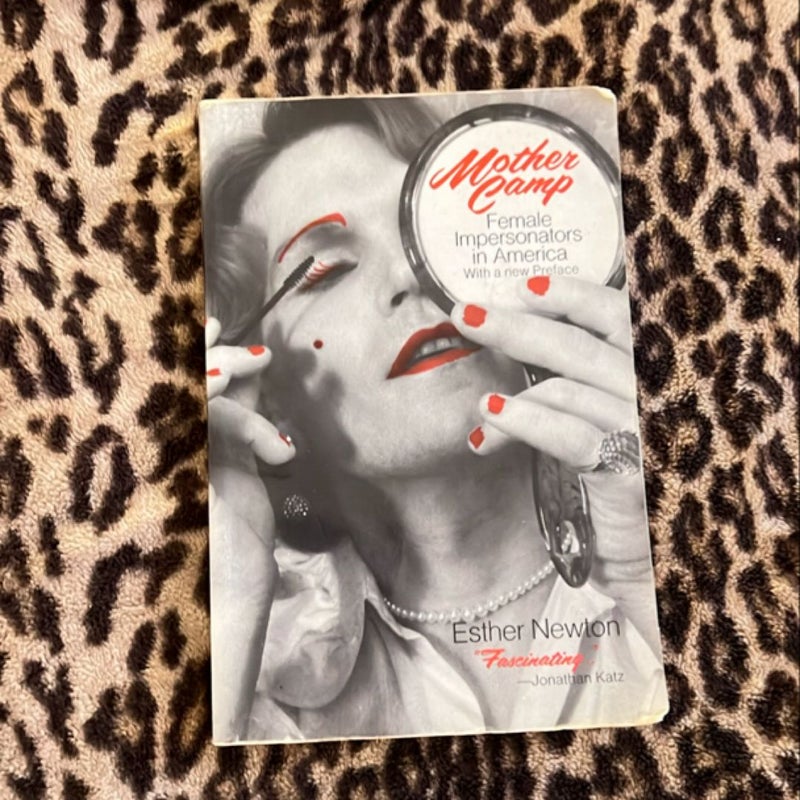 Mother
Camp
Female
Impersonators
in America
With a new Preface
Esther Newton
"Fascinating".
—Jonathan Katz